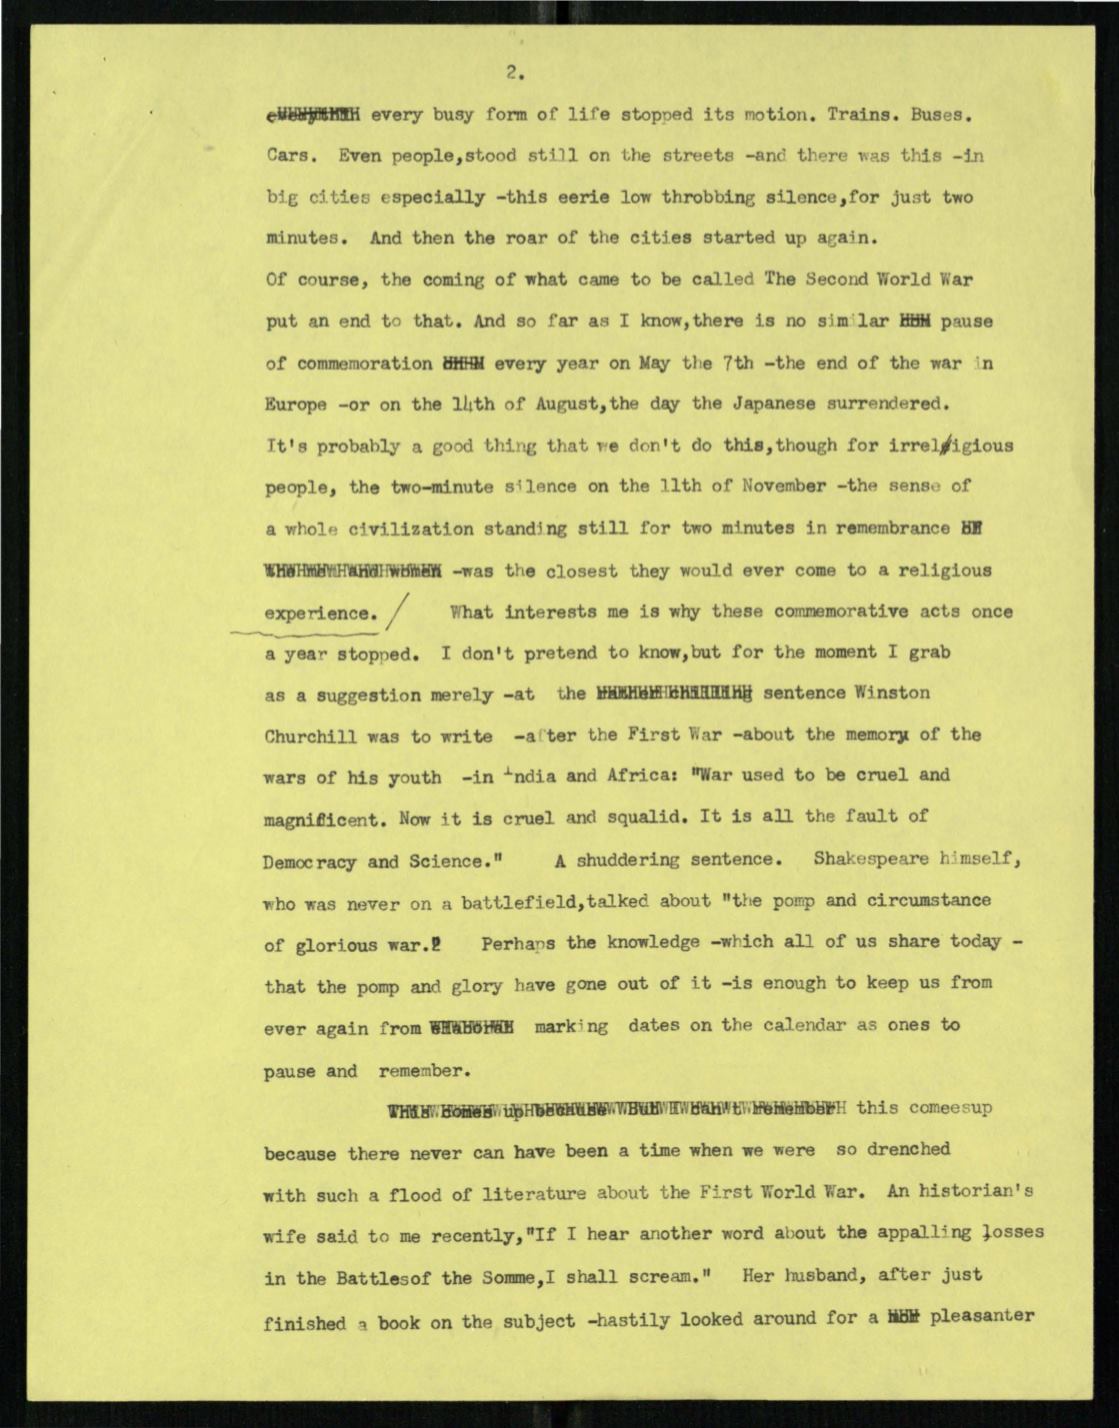 2.
every busy form of life stopped its motion. Trains. Buses.
Cars. Even people,stood still on the streets -and there was this -in
big cities especially -this eerie low throbbing silence,for just two
minutes. And then the roar of the cities started up again.
Of course, the coming of what came to be called The Second World War
put an end to that. And so far as I know,there is no similar pause
of commemoration every year on May the 7th -the end of the war in
Europe -or on the 14th of August,the day the Japanese surrendered.
It's probably a good thing that we don't do this,though for irreligious
people, the two-minute silence on the 11th of November -the sense of
a whole civilization standing still for two minutes in remembrance
-was the closest they would ever come to a religious
experience. / What interests me is why these commemorative acts once
a year stopped. I don't pretend to know,but for the moment I grab
as a suggestion merely -at the sentence Winston
Churchill was to write -after the First War -about the memory of the
wars of his youth -in India and Africa: "War used to be cruel and
magnificent. Now it is cruel and squalid. It is all the fault of
Democracy and Science." A shuddering sentence. Shakespeare himself,
who was never on a battlefield,talked about "the pomp and circumstance
of glorious war." Perhaps the knowledge -which all of us share today -
that the pomp and glory have gone out of it -is enough to keep us from
ever again from marking dates on the calendar as ones to
pause and remember.
this comeesup
because there never can have been a time when we were so drenched
with such a flood of literature about the First World War. An historian's
wife said to me recently,"If I hear another word about the appalling losses
in the Battlesof the Somme,I shall scream." Her husband, after just
finished a book on the subject -hastily looked around for a pleasanter